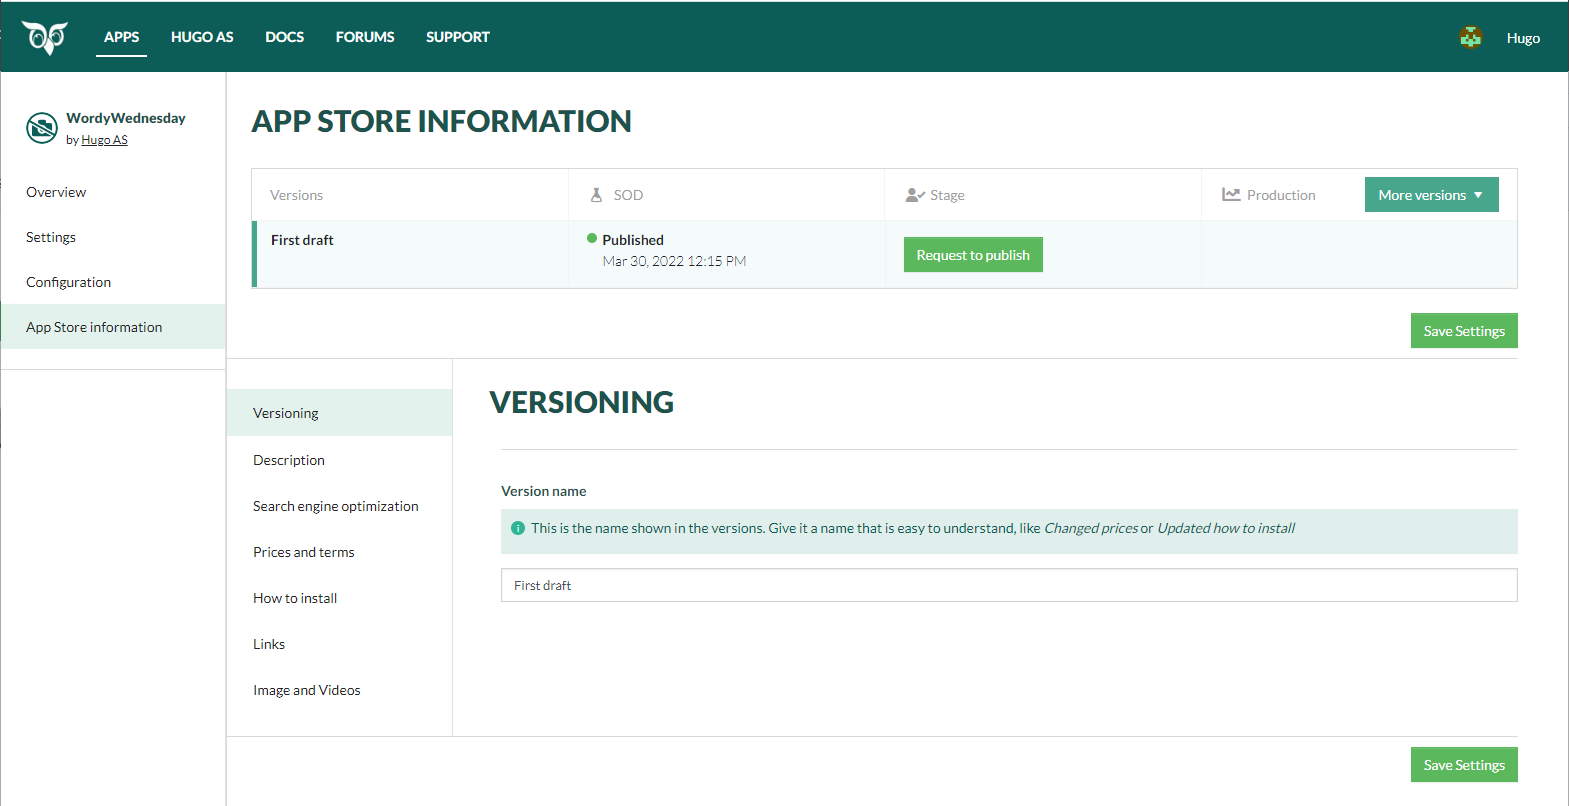 APPS HUGO AS DOCS FORUMS SUPPORT Hugo
WordyWednesday
by Hugo AS
Overview
Settings
Configuration
App Store information
APP STORE INFORMATION
Versions SOD Stage Production More versions
First draft Published Request to publish
Mar 30, 2022 12:15 PM
Save Settings
Versioning
Description
Search engine optimization
Prices and terms
How to install
Links
Image and Videos
VERSIONING
Version name
This is the name shown in the versions. Give it a name that is easy to understand, like Changed prices or Updated how to install
First draft
Save Settings